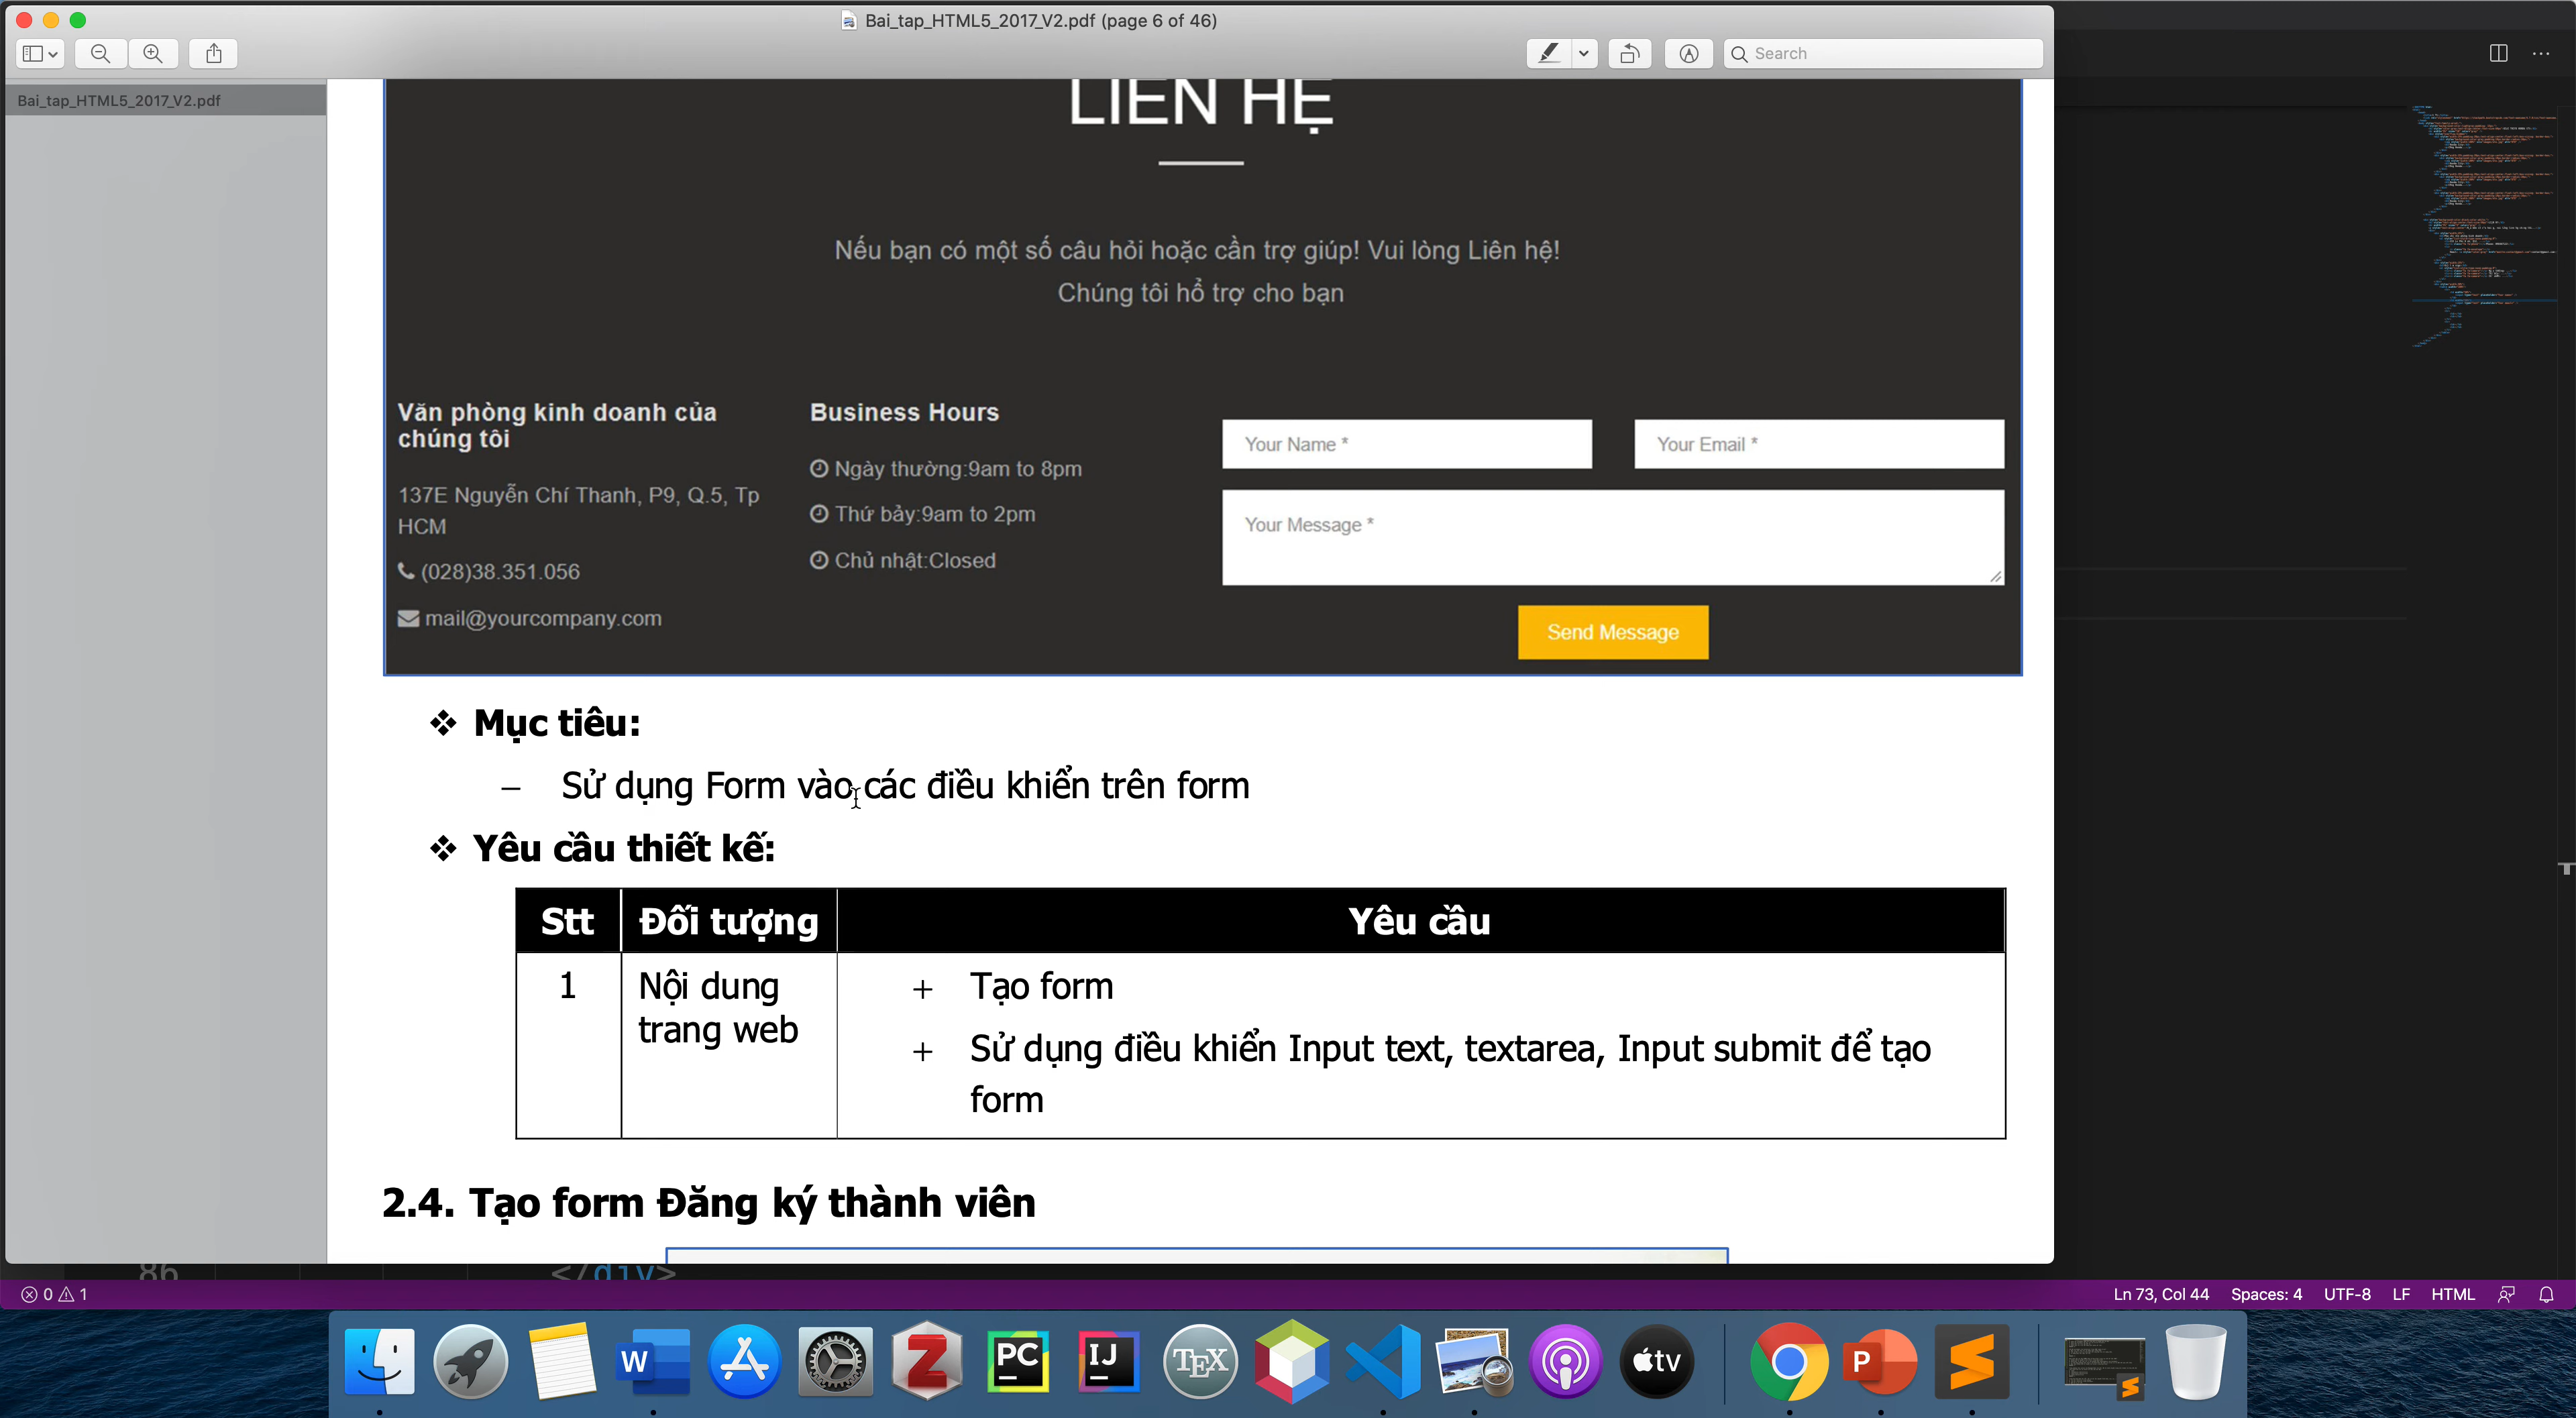 Bai_tap_HTML5_2017_V2.pdf (page 6 of 46)
Search
Bai_tap_HTML5_2017_V2.pdf
LIÊN HỆ
Nếu bạn có một số câu hỏi hoặc cần trợ giúp! Vui lòng Liên hệ!
Chúng tôi hổ trợ cho bạn
Văn phòng kinh doanh của
chúng tôi
137E Nguyễn Chí Thanh, P9, Q.5, Tp
HCM
(028)38.351.056
mail@yourcompany.com
Business Hours
Ngày thường:9am to 8pm
Thứ bảy:9am to 2pm
Chủ nhật:Closed
Your Name *
Your Email *
Your Message *
Send Message
❖ Mục tiêu:
– Sử dụng Form vào các điều khiển trên form
❖ Yêu cầu thiết kế:
Stt Đối tượng Yêu cầu
1 Nội dung
trang web
+ Tạo form
+ Sử dụng điều khiển Input text, textarea, Input submit để tạo
form
2.4. Tạo form Đăng ký thành viên
86 </div>
0 1
Ln 73, Col 44 Spaces: 4 UTF-8 LF HTML
W
Z
PC
IJ
TEX
tv
P